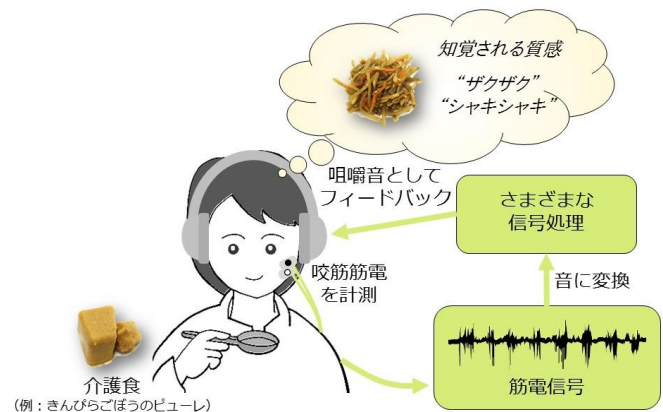 知覚される質感
“ザクザク”
“シャキシャキ”
咀嚼音として
フィードバック
さまざまな
信号処理
咬筋筋電
を計測
音に変換
筋電信号
介護食
（例：きんぴらごぼうのピューレ）